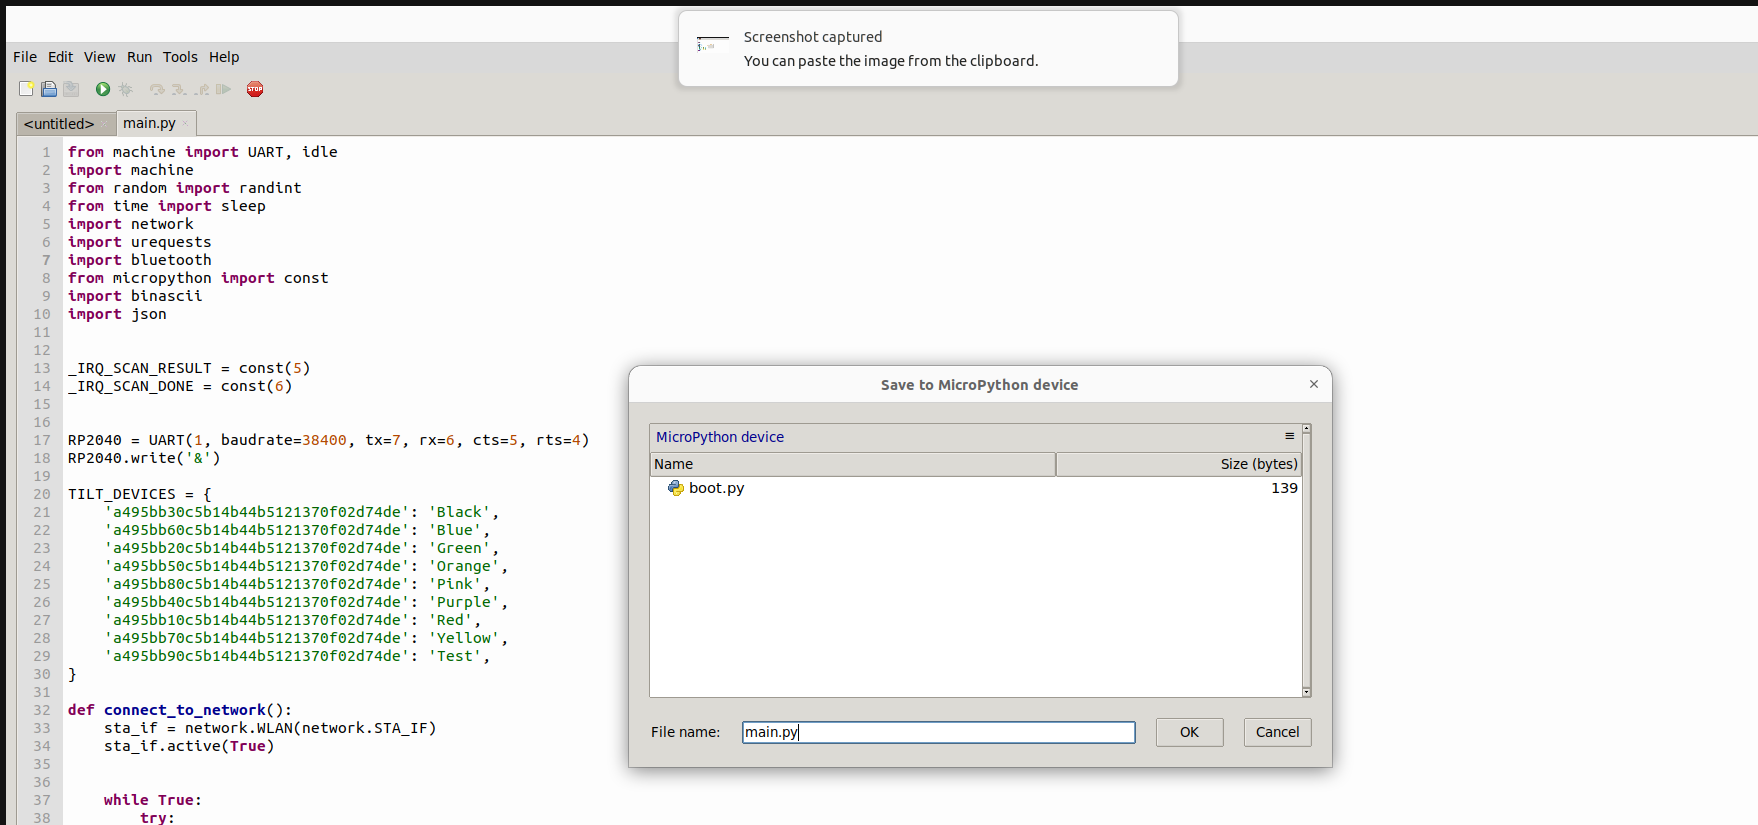 Screenshot captured
You can paste the image from the clipboard.
File Edit View Run Tools Help
STOP
<untitled> main.py
1 from machine import UART, idle
2 import machine
3 from random import randint
4 from time import sleep
5 import network
6 import urequests
7 import bluetooth
8 from micropython import const
9 import binascii
10 import json
11
12
13 _IRQ_SCAN_RESULT = const(5)
14 _IRQ_SCAN_DONE = const(6)
15
16
17 RP2040 = UART(1, baudrate=38400, tx=7, rx=6, cts=5, rts=4)
18 RP2040.write('&')
19
20 TILT_DEVICES = {
21     'a495bb30c5b14b44b5121370f02d74de': 'Black',
22     'a495bb60c5b14b44b5121370f02d74de': 'Blue',
23     'a495bb20c5b14b44b5121370f02d74de': 'Green',
24     'a495bb50c5b14b44b5121370f02d74de': 'Orange',
25     'a495bb80c5b14b44b5121370f02d74de': 'Pink',
26     'a495bb40c5b14b44b5121370f02d74de': 'Purple',
27     'a495bb10c5b14b44b5121370f02d74de': 'Red',
28     'a495bb70c5b14b44b5121370f02d74de': 'Yellow',
29     'a495bb90c5b14b44b5121370f02d74de': 'Test',
30 }
31
32 def connect_to_network():
33     sta_if = network.WLAN(network.STA_IF)
34     sta_if.active(True)
35
36
37     while True:
38         try:
Save to MicroPython device
MicroPython device
Name Size (bytes)
boot.py 139
File name: main.py OK Cancel